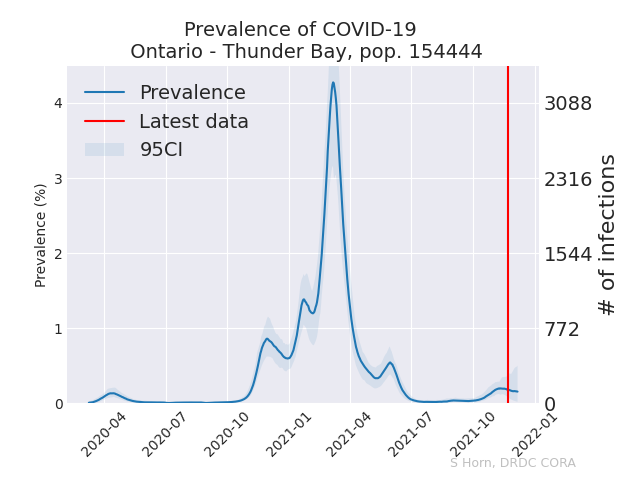 Prevalence of COVID-19
Ontario - Thunder Bay, pop. 154444
Prevalence
Latest data
95CI
Prevalence (%)
4
3
2
1
0
3088
2316
1544
772
0
# of infections
2020-04
2020-07
2020-10
2021-01
2021-04
2021-07
2021-10
2022-01
S Horn, DRDC CORA